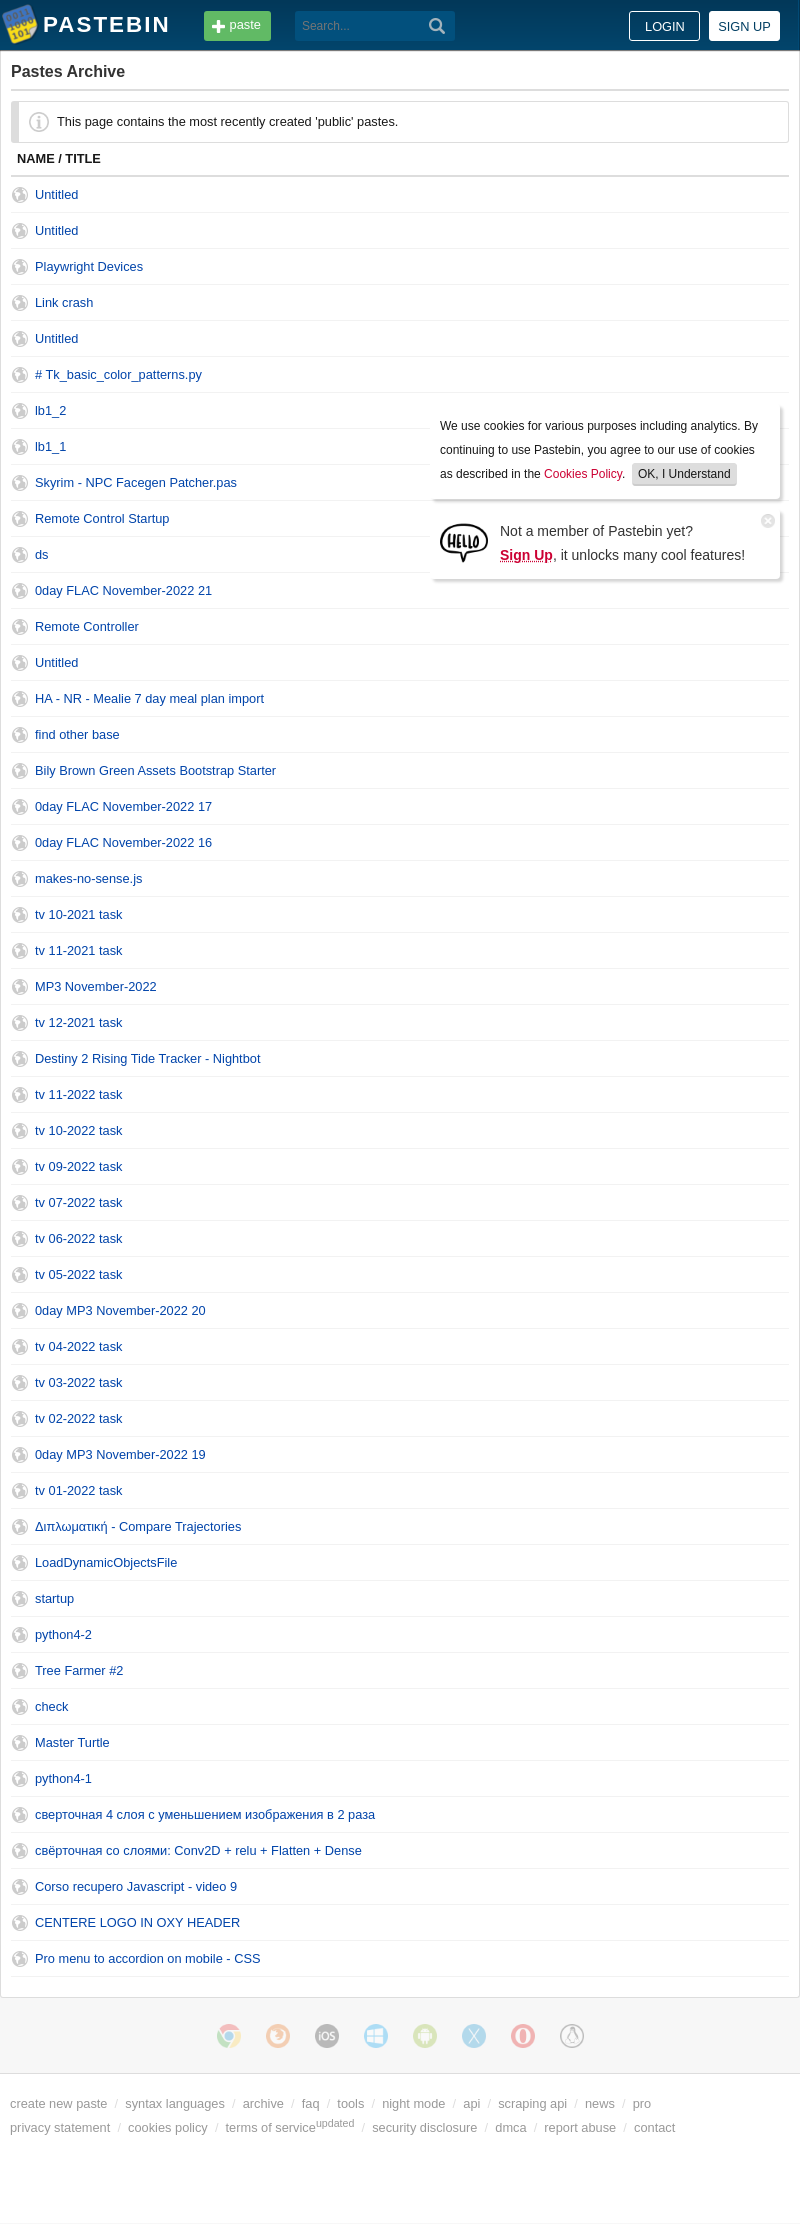 PASTEBIN
paste
Search...
LOGIN
SIGN UP
Pastes Archive
This page contains the most recently created 'public' pastes.
NAME / TITLE
Untitled
Untitled
Playwright Devices
Link crash
Untitled
# Tk_basic_color_patterns.py
lb1_2
lb1_1
Skyrim - NPC Facegen Patcher.pas
Remote Control Startup
ds
0day FLAC November-2022 21
Remote Controller
Untitled
HA - NR - Mealie 7 day meal plan import
find other base
Bily Brown Green Assets Bootstrap Starter
0day FLAC November-2022 17
0day FLAC November-2022 16
makes-no-sense.js
tv 10-2021 task
tv 11-2021 task
MP3 November-2022
tv 12-2021 task
Destiny 2 Rising Tide Tracker - Nightbot
tv 11-2022 task
tv 10-2022 task
tv 09-2022 task
tv 07-2022 task
tv 06-2022 task
tv 05-2022 task
0day MP3 November-2022 20
tv 04-2022 task
tv 03-2022 task
tv 02-2022 task
0day MP3 November-2022 19
tv 01-2022 task
Διπλωματική - Compare Trajectories
LoadDynamicObjectsFile
startup
python4-2
Tree Farmer #2
check
Master Turtle
python4-1
сверточная 4 слоя с уменьшением изображения в 2 раза
свёрточная со слоями: Conv2D + relu + Flatten + Dense
Corso recupero Javascript - video 9
CENTERE LOGO IN OXY HEADER
Pro menu to accordion on mobile - CSS
We use cookies for various purposes including analytics. By
continuing to use Pastebin, you agree to our use of cookies
as described in the Cookies Policy. OK, I Understand
HELLO
Not a member of Pastebin yet?
Sign Up, it unlocks many cool features!
iOS
create new paste / syntax languages / archive / faq / tools / night mode / api / scraping api / news / pro
privacy statement / cookies policy / terms of service updated / security disclosure / dmca / report abuse / contact